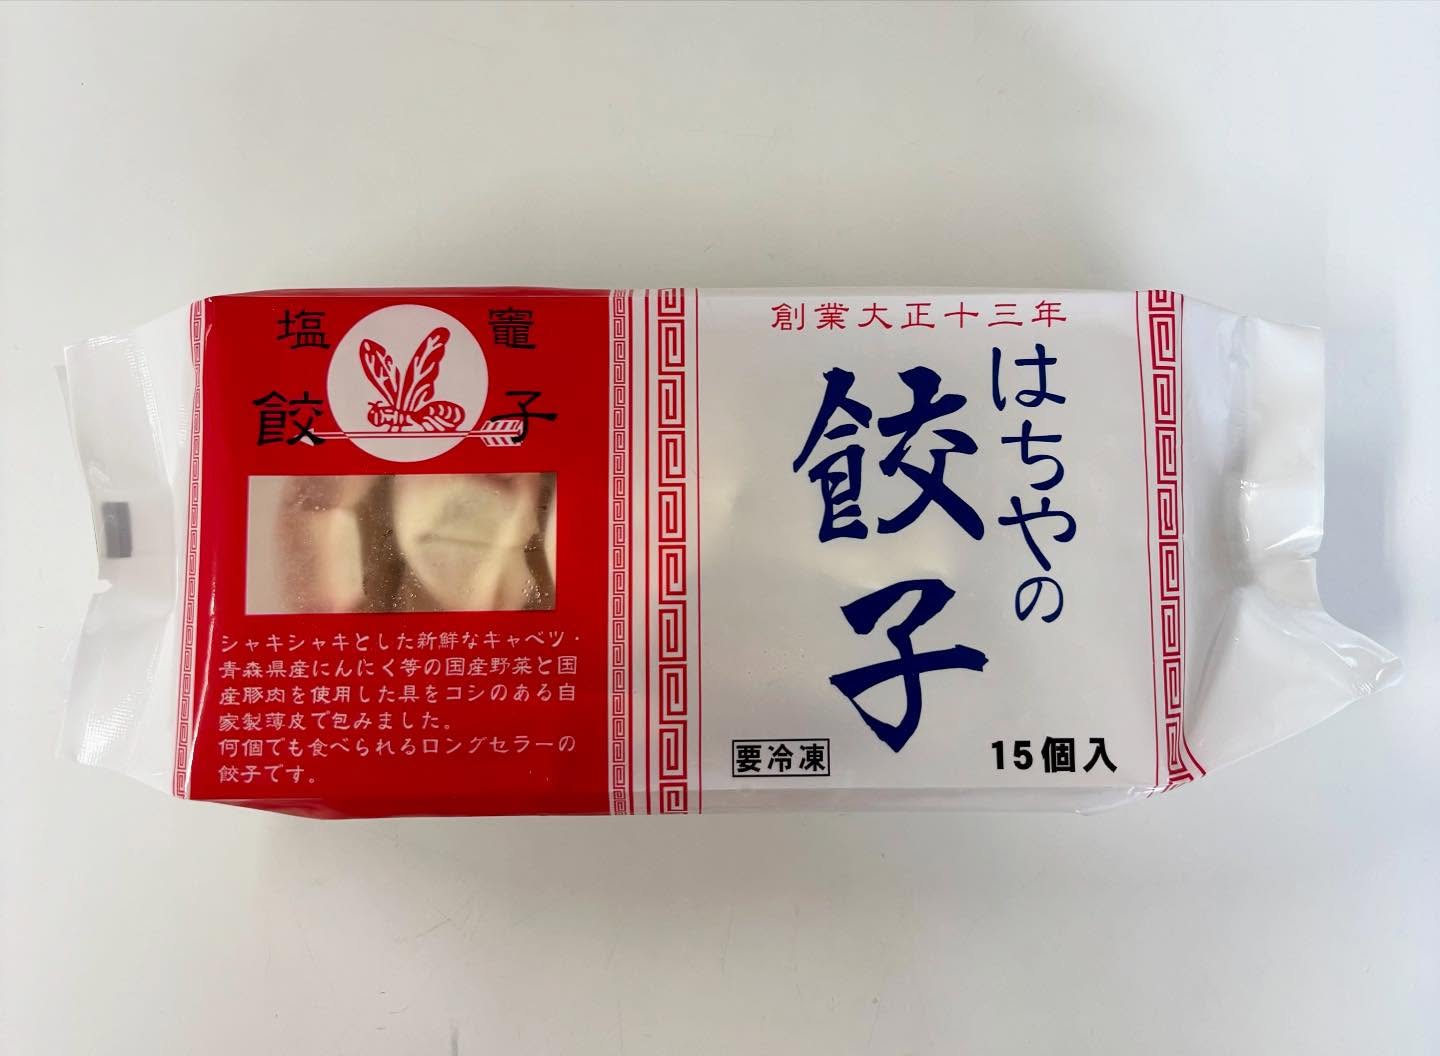 塩竈
餃子
シャキシャキとした新鮮なキャベツ・
青森県産にんにく等の国産野菜と国
産豚肉を使用した具をコシのある自
家製薄皮で包みました。
何個でも食べられるロングセラーの
餃子です。
創業大正十三年
はちやの
餃子
要冷凍
15個入